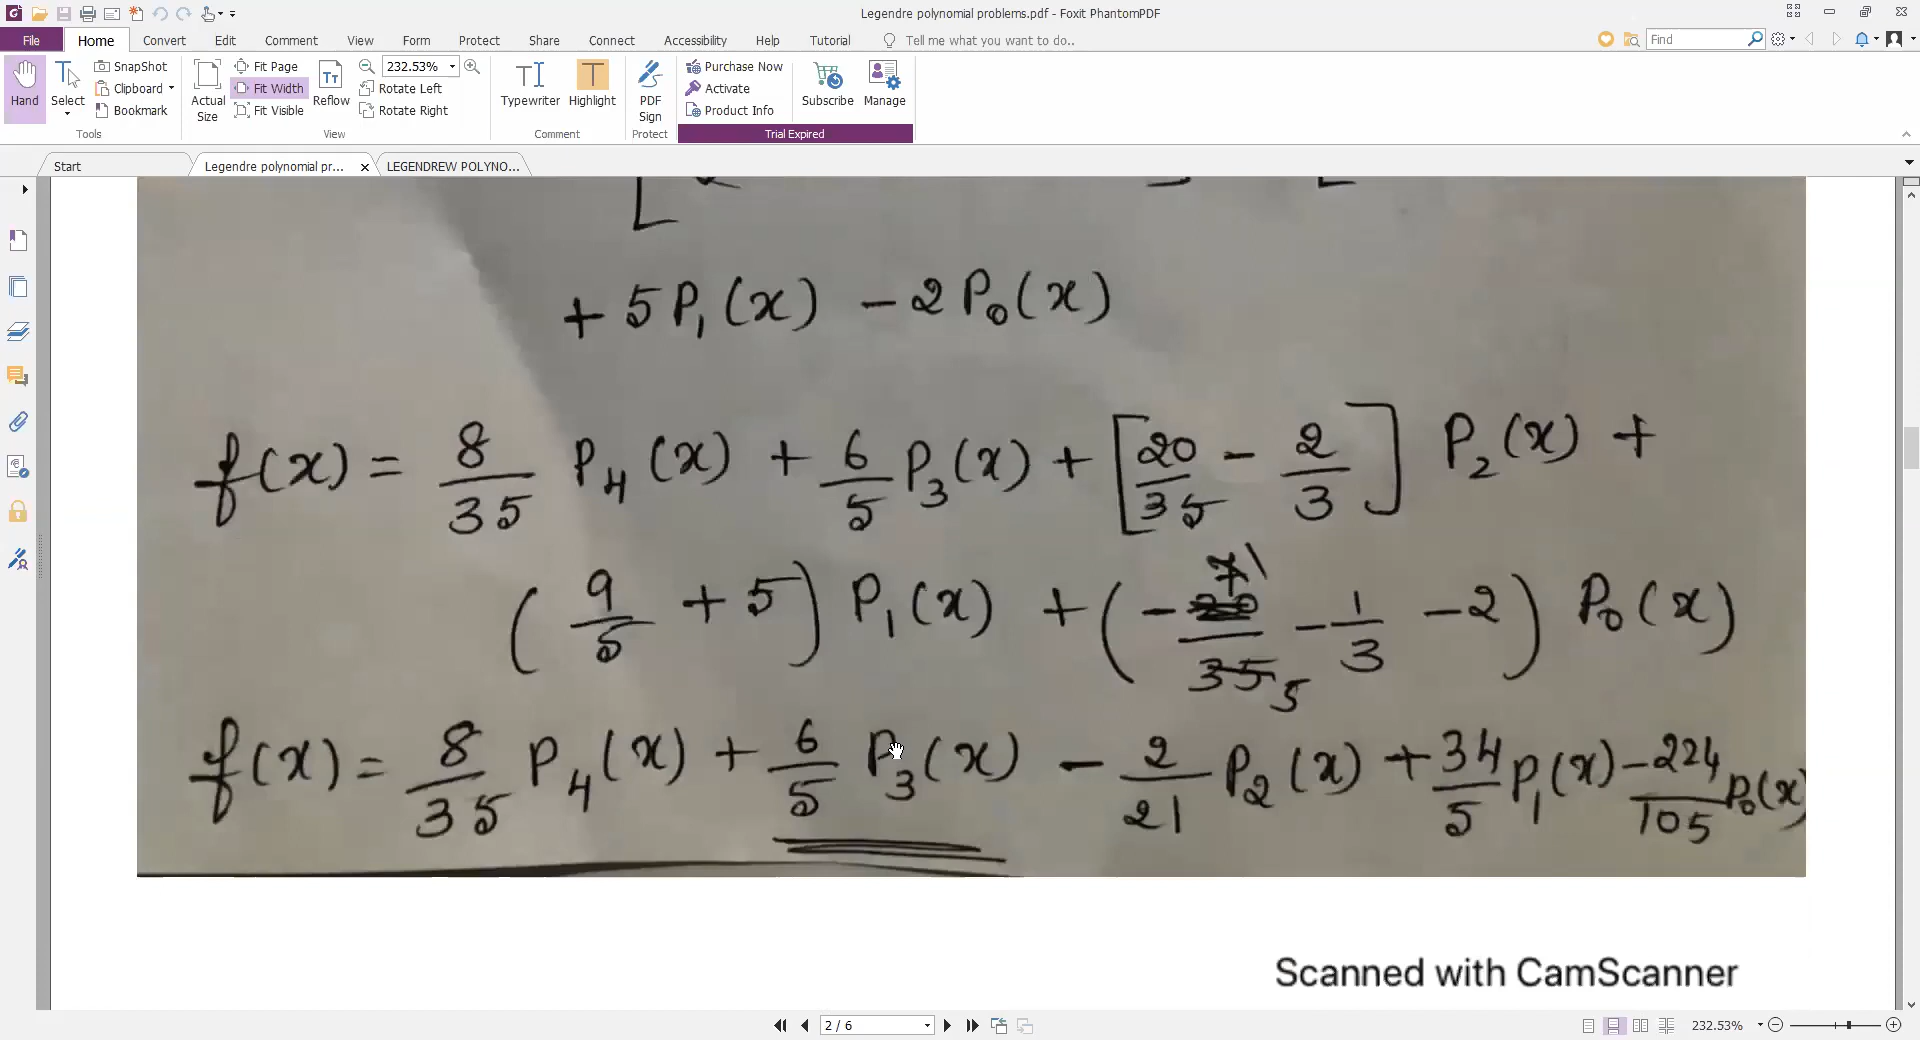 Legendre polynomial problems.pdf - Foxit PhantomPDF
File Home Convert Edit Comment View Form Protect Share Connect Accessibility Help Tutorial Tell me what you want to do.. Find
Hand
Select
SnapShot
Clipboard
Bookmark
Tools
Actual Size
Fit Page
Fit Width
Fit Visible
Reflow
232.53%
Rotate Left
Rotate Right
View
Typewriter
Highlight
Comment
PDF Sign
Protect
Purchase Now
Activate
Product Info
Trial Expired
Subscribe
Manage
Start Legendre polynomial pr... LEGENDREW POLYNO...
+ 5P₁(x) - 2P₀(x)
f(x) = 8/35 P₄(x) + 6/5 P₃(x) + [20/35 - 2/3] P₂(x) +
(9/5 + 5) P₁(x) + (-7/5 - 1/3 - 2) P₀(x)
f(x) = 8/35 P₄(x) + 6/5 P₃(x) - 2/21 P₂(x) + 34/5 P₁(x) - 224/105 P₀(x)
Scanned with CamScanner
2 / 6
232.53%